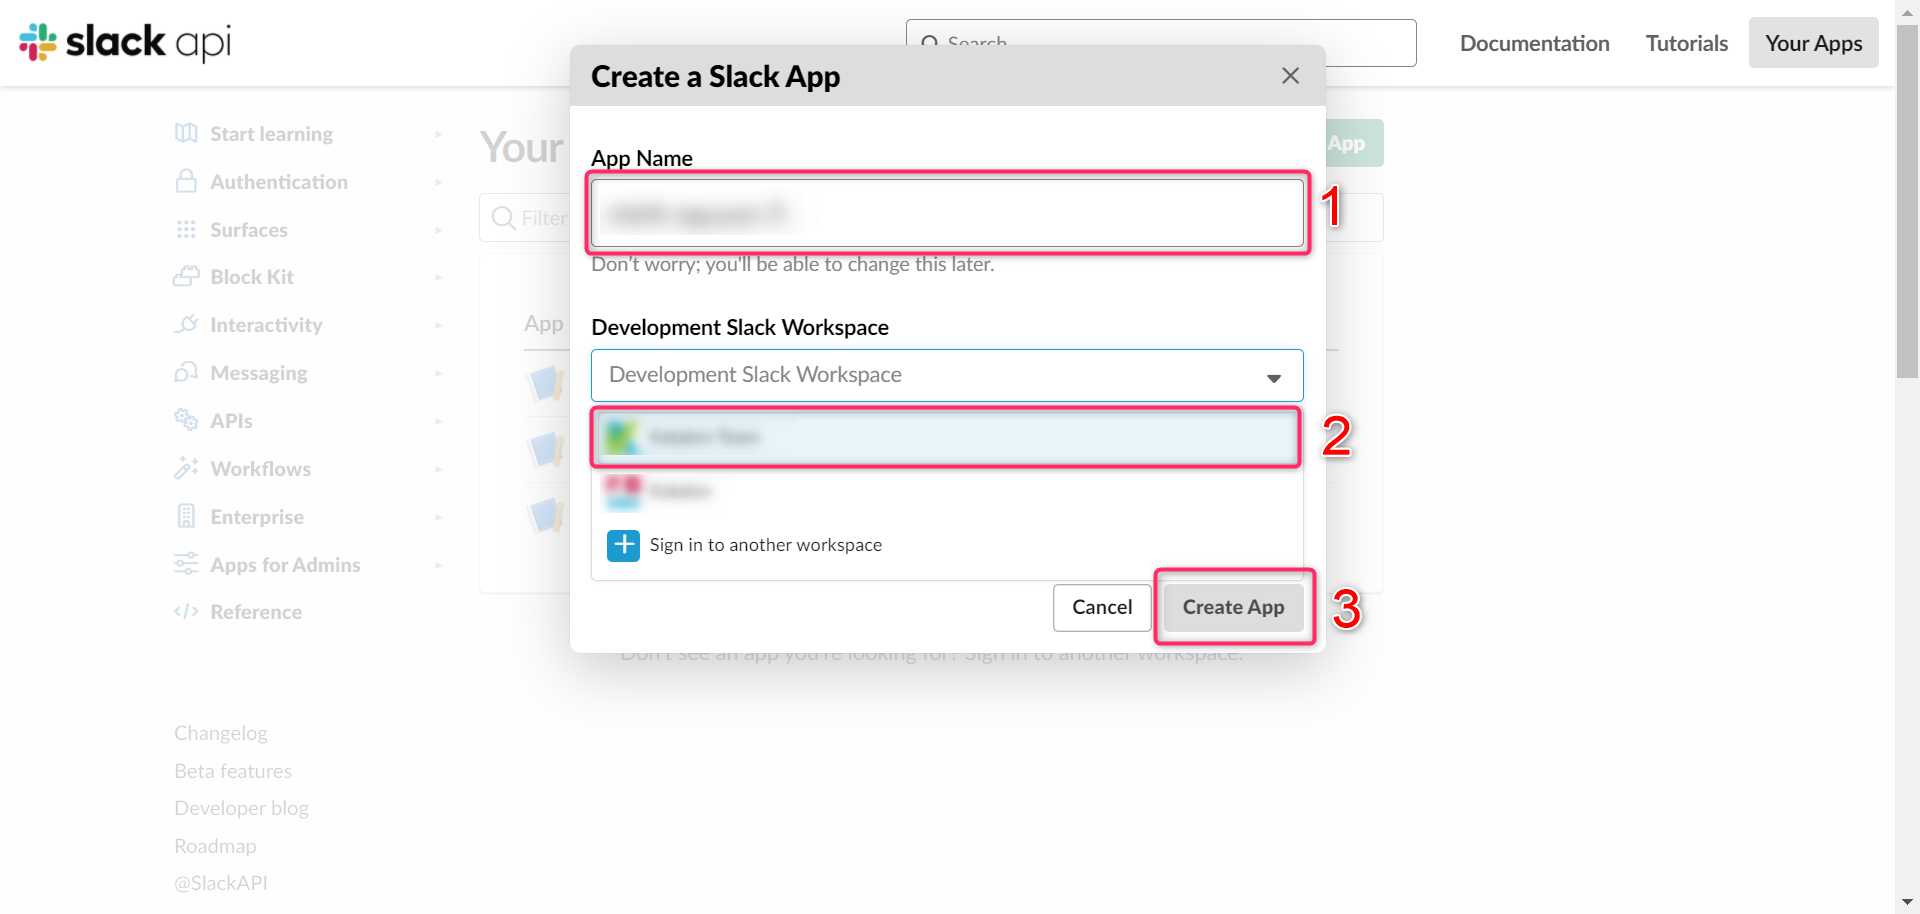 slack api
Search
Documentation
Tutorials
Your Apps
Create a Slack App
Start learning
Authentication
Surfaces
Block Kit
Interactivity
Messaging
APIs
Workflows
Enterprise
Apps for Admins
Reference
Changelog
Beta features
Developer blog
Roadmap
@SlackAPI
Your
App
Filter
App
App Name
1
Don't worry; you'll be able to change this later.
Development Slack Workspace
Development Slack Workspace
2
Sign in to another workspace
Cancel
Create App
3
Don't see an app you're looking for? Sign in to another workspace.